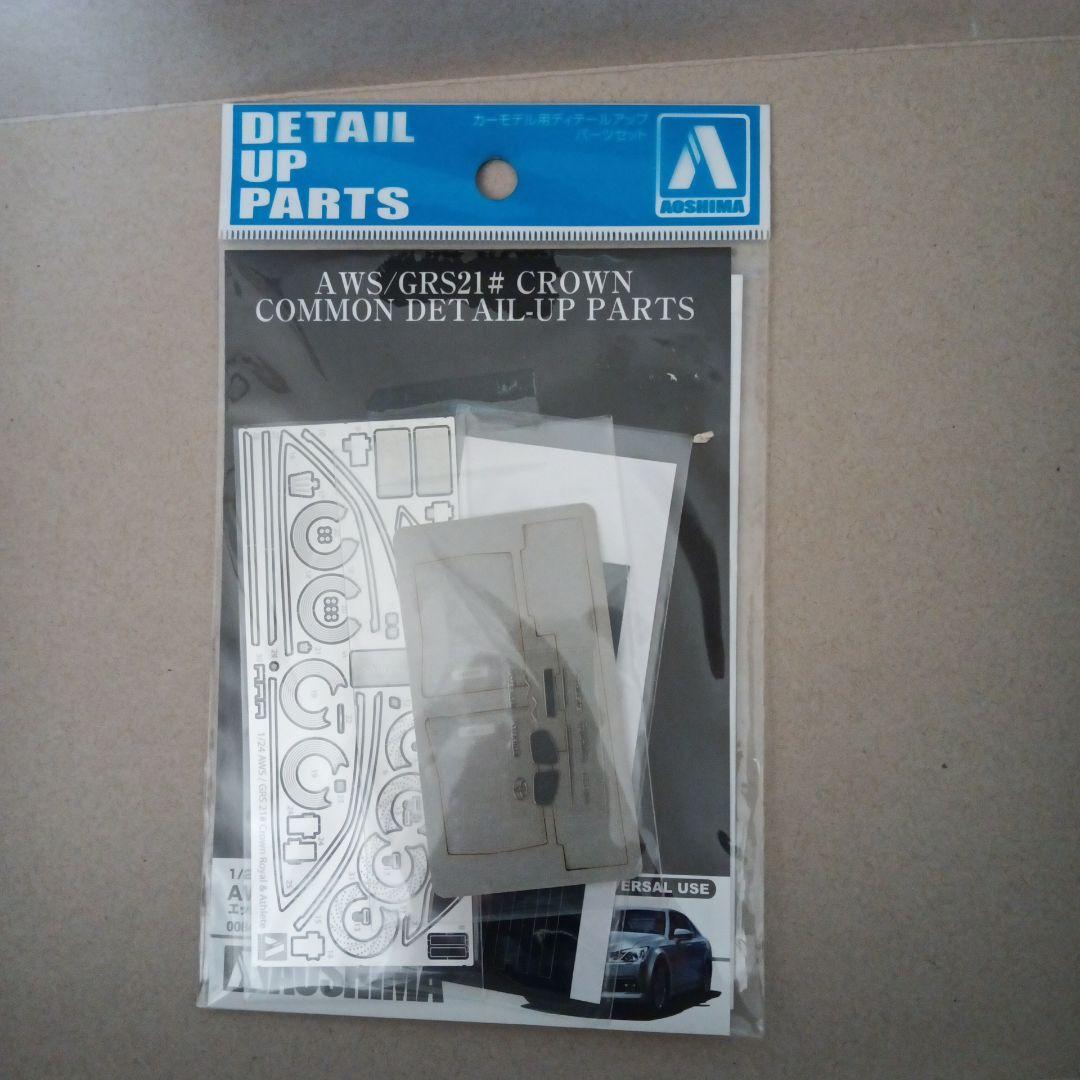 DETAIL
UP
PARTS
カーモデル用ディテールアップ
パーツセット
AOSHIMA
AWS/GRS21# CROWN
COMMON DETAIL-UP PARTS
1/24 AWS / GRS 21# Crown Royal & Athlete
ERSAL USE
AOSHIMA